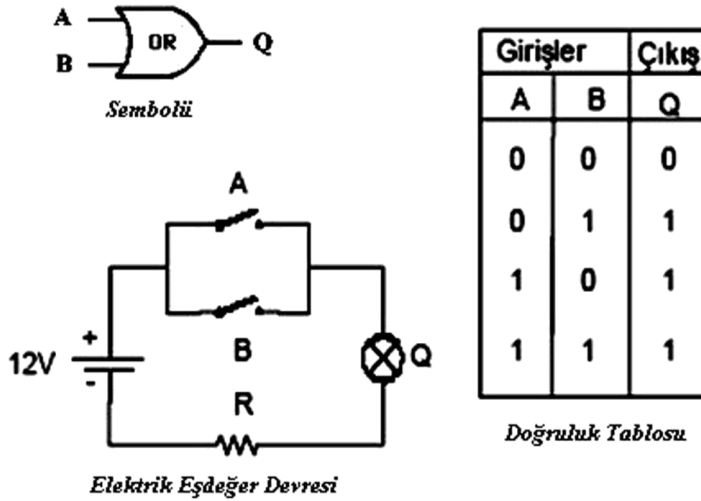 A
B
OR
Q
Sembolü
A
B
12V
+
-
Q
R
Elektrik Eşdeğer Devresi
Girişler Çıkış
A B Q
0 0 0
0 1 1
1 0 1
1 1 1
Doğruluk Tablosu